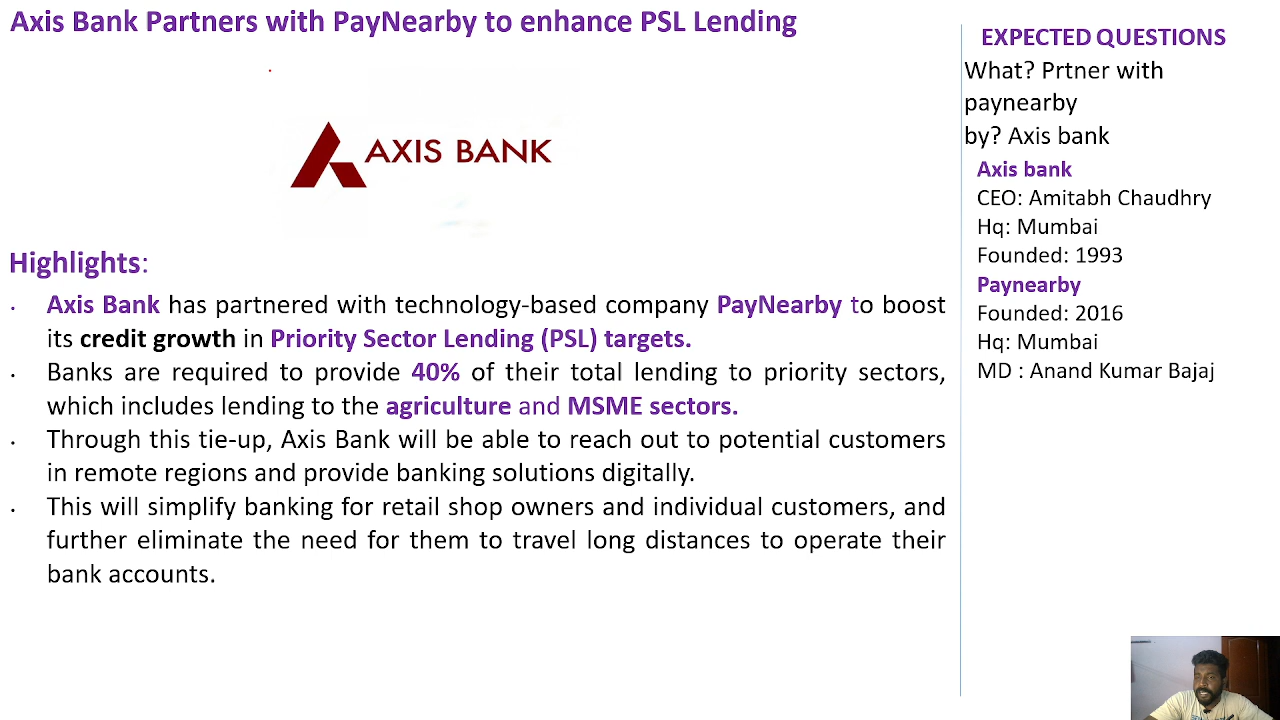 Axis Bank Partners with PayNearby to enhance PSL Lending
AXIS BANK
Highlights:
• Axis Bank has partnered with technology-based company PayNearby to boost
its credit growth in Priority Sector Lending (PSL) targets.
• Banks are required to provide 40% of their total lending to priority sectors,
which includes lending to the agriculture and MSME sectors.
• Through this tie-up, Axis Bank will be able to reach out to potential customers
in remote regions and provide banking solutions digitally.
• This will simplify banking for retail shop owners and individual customers, and
further eliminate the need for them to travel long distances to operate their
bank accounts.
EXPECTED QUESTIONS
What? Prtner with
paynearby
by? Axis bank
Axis bank
CEO: Amitabh Chaudhry
Hq: Mumbai
Founded: 1993
Paynearby
Founded: 2016
Hq: Mumbai
MD : Anand Kumar Bajaj